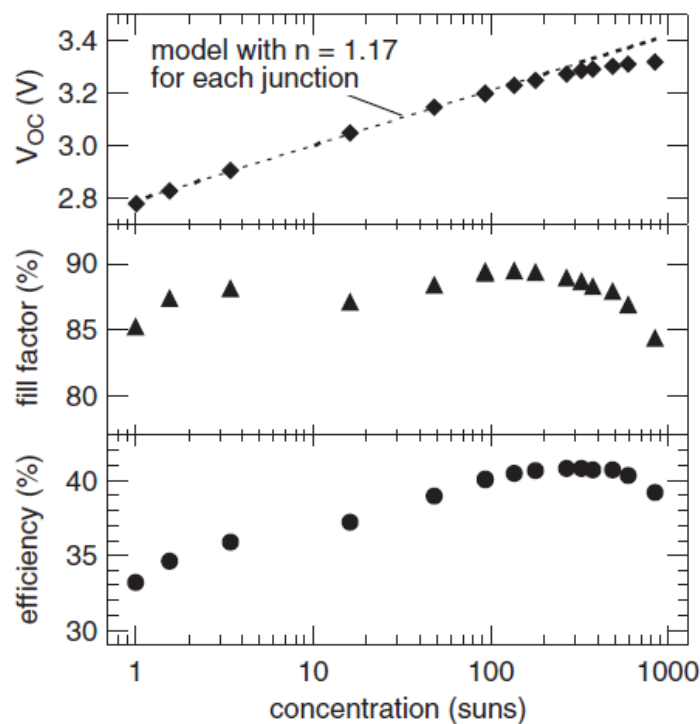 3.4
model with n = 1.17
for each junction
3.2
3.0
2.8
V_OC (V)
90
85
80
fill factor (%)
40
35
30
efficiency (%)
1 10 100 1000
concentration (suns)